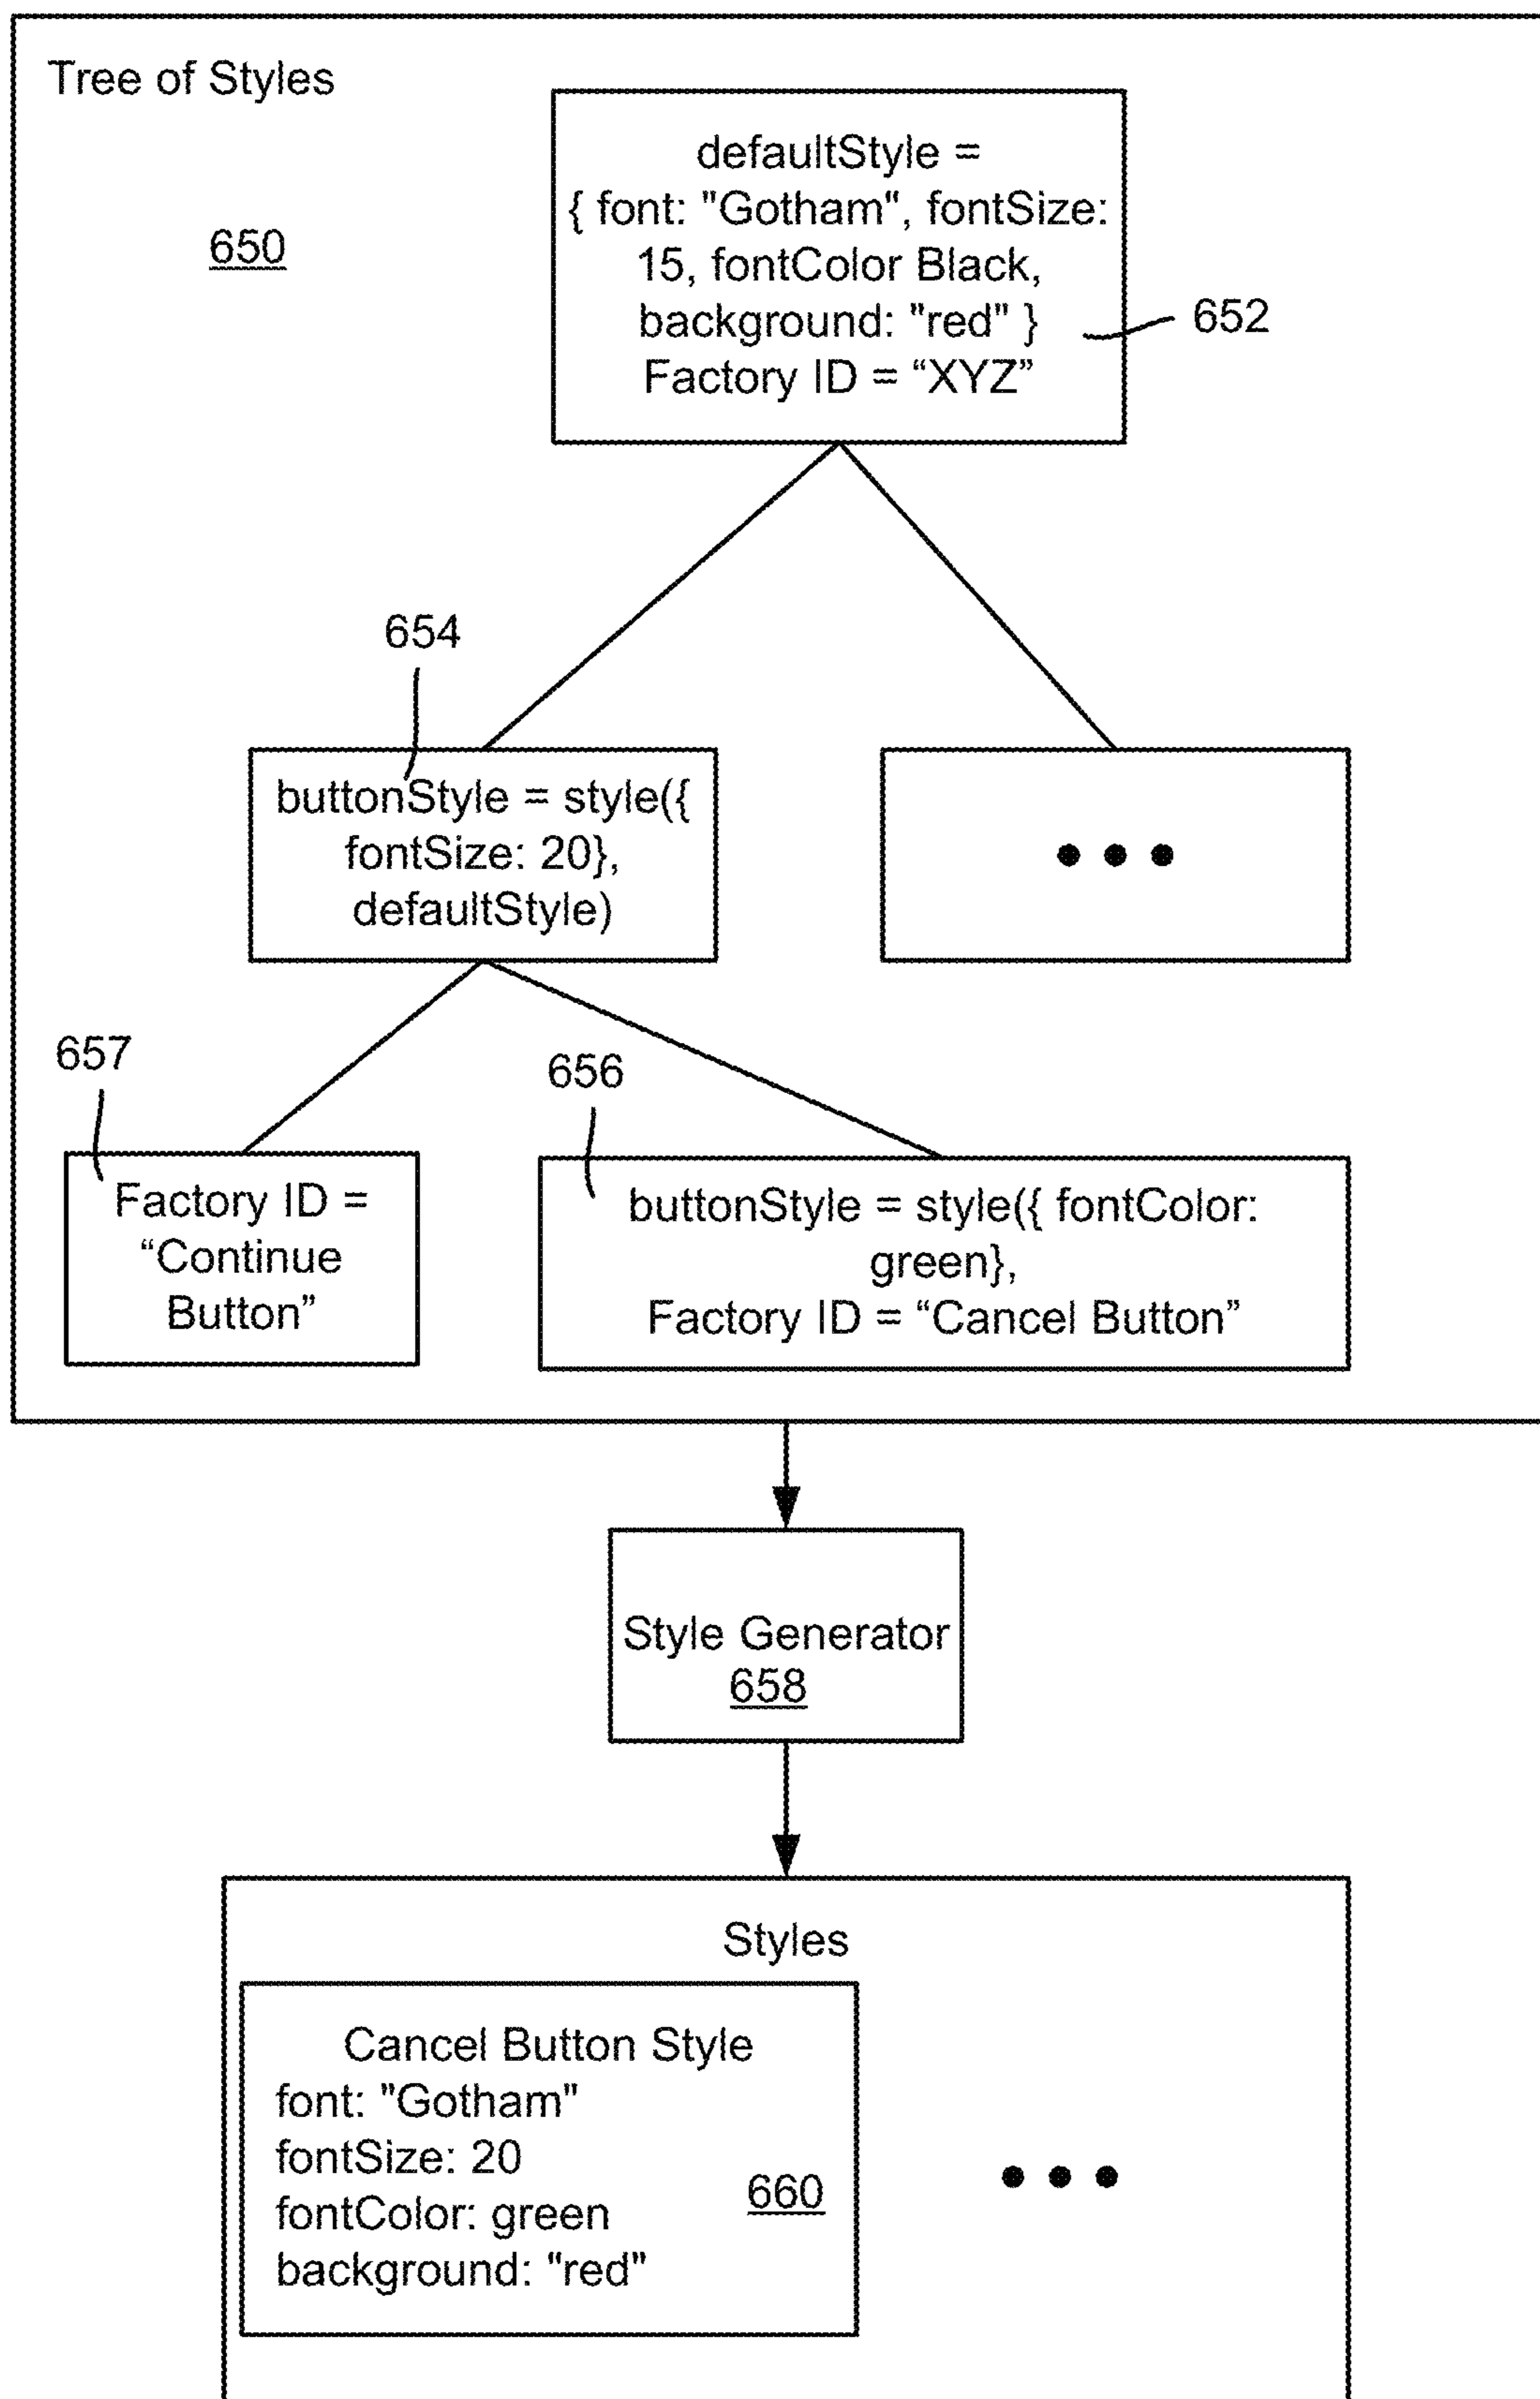 Tree of Styles
650
defaultStyle =
{ font: "Gotham", fontSize:
15, fontColor Black,
background: "red" }
Factory ID = “XYZ”
652
654
buttonStyle = style({
fontSize: 20},
defaultStyle)
657
656
Factory ID =
“Continue
Button”
buttonStyle = style({ fontColor:
green},
Factory ID = “Cancel Button”
Style Generator
658
Styles
Cancel Button Style
font: "Gotham"
fontSize: 20
fontColor: green
background: "red"
660